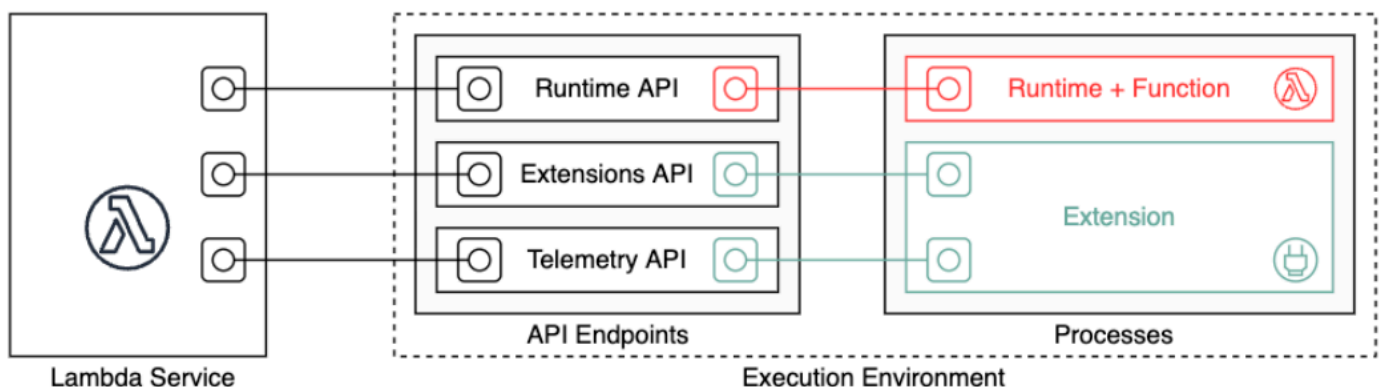 Runtime API
Runtime + Function
Extensions API
Extension
Telemetry API
API Endpoints
Processes
Lambda Service
Execution Environment